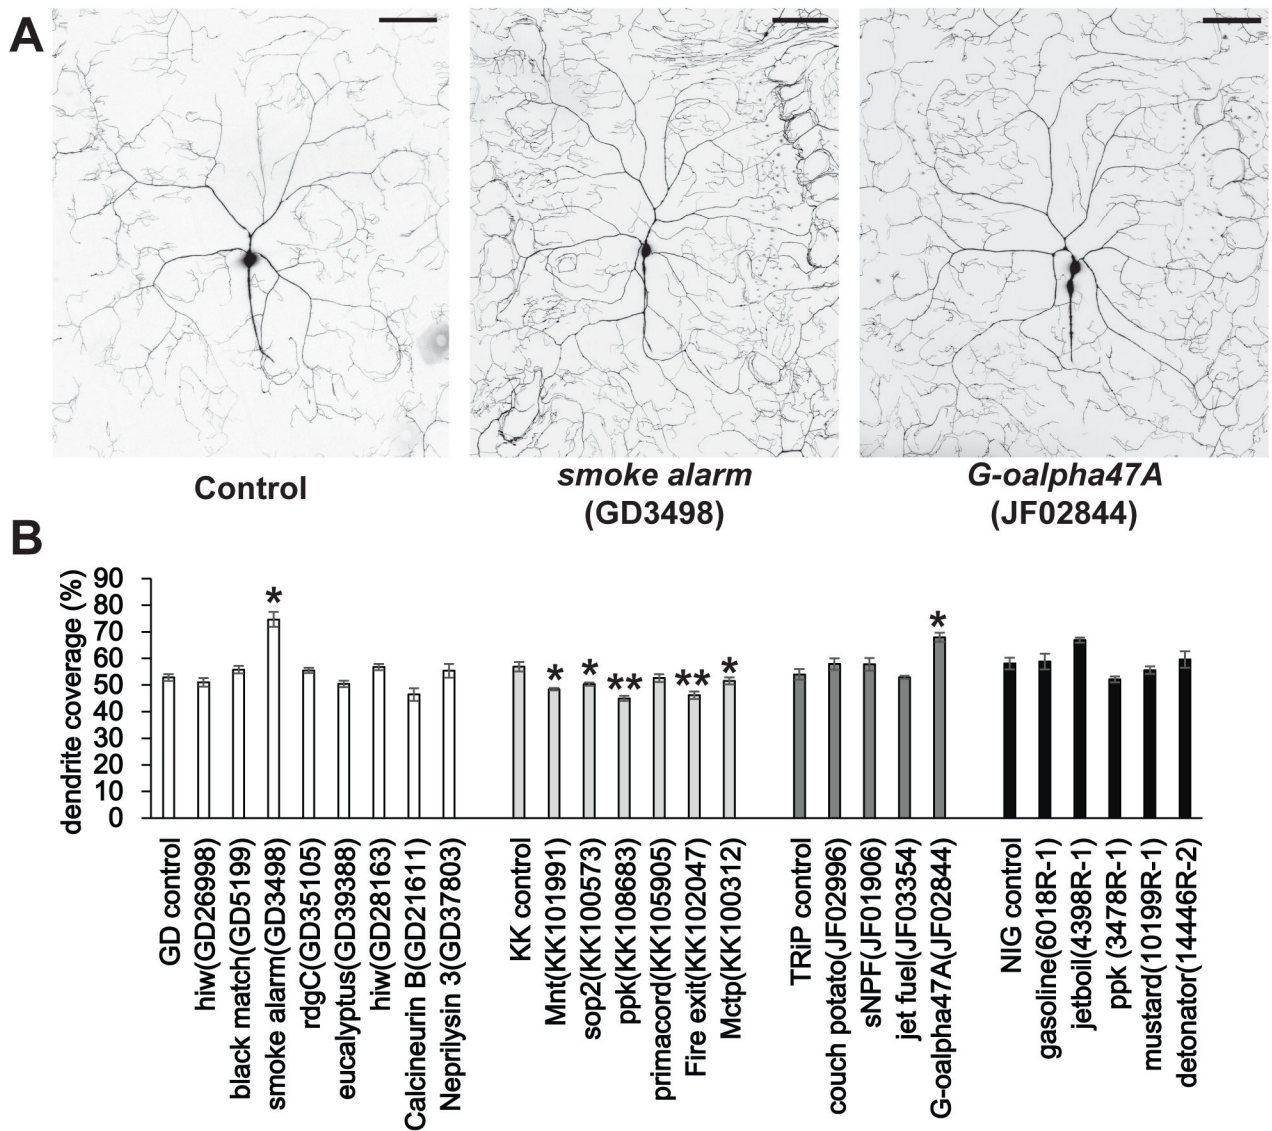 A
Control
smoke alarm
(GD3498)
G-oalpha47A
(JF02844)
B
dendrite coverage (%)
90
80
70
60
50
40
30
20
10
0
*
*
*
**
**
*
*
GD control
hiw(GD26998)
black match(GD5199)
smoke alarm(GD3498)
rdgC(GD35105)
eucalyptus(GD39388)
hiw(GD28163)
Calcineurin B(GD21611)
Neprilysin 3(GD37803)
KK control
Mnt(KK101991)
sop2(KK100573)
ppk(KK108683)
primacord(KK105905)
Fire exit(KK102047)
Mctp(KK100312)
TRiP control
couch potato(JF02996)
sNPF(JF01906)
jet fuel(JF03354)
G-oalpha47A(JF02844)
NIG control
gasoline(6018R-1)
jetboil(4398R-1)
ppk (3478R-1)
mustard(10199R-1)
detonator(14446R-2)